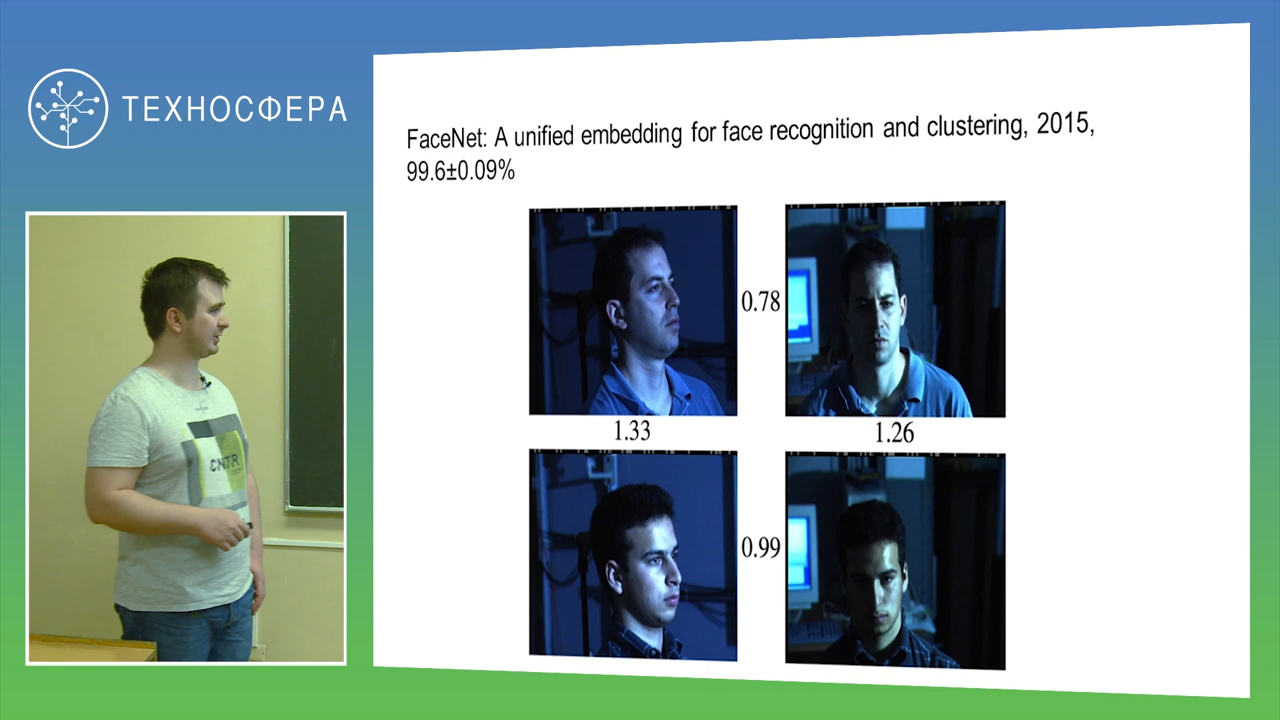 ТЕХНОСФЕРА
FaceNet: A unified embedding for face recognition and clustering, 2015,
99.6±0.09%
0.78
1.33
1.26
0.99